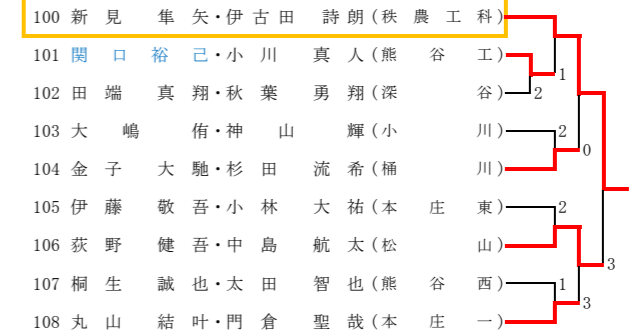 100 新見 隼矢・伊古田 詩朗(秩農工科)
101 関口 裕己・小川 真人(熊谷工)
1
102 田端 真翔・秋葉 勇翔(深谷)
2
103 大嶋 侑・神山 輝(小川)
2
0
104 金子 大馳・杉田 流希(桶川)
105 伊藤 敬吾・小林 大祐(本庄東)
2
106 荻野 健吾・中島 航太(松山)
3
107 桐生 誠也・太田 智也(熊谷西)
1
3
108 丸山 結叶・門倉 聖哉(本庄一)